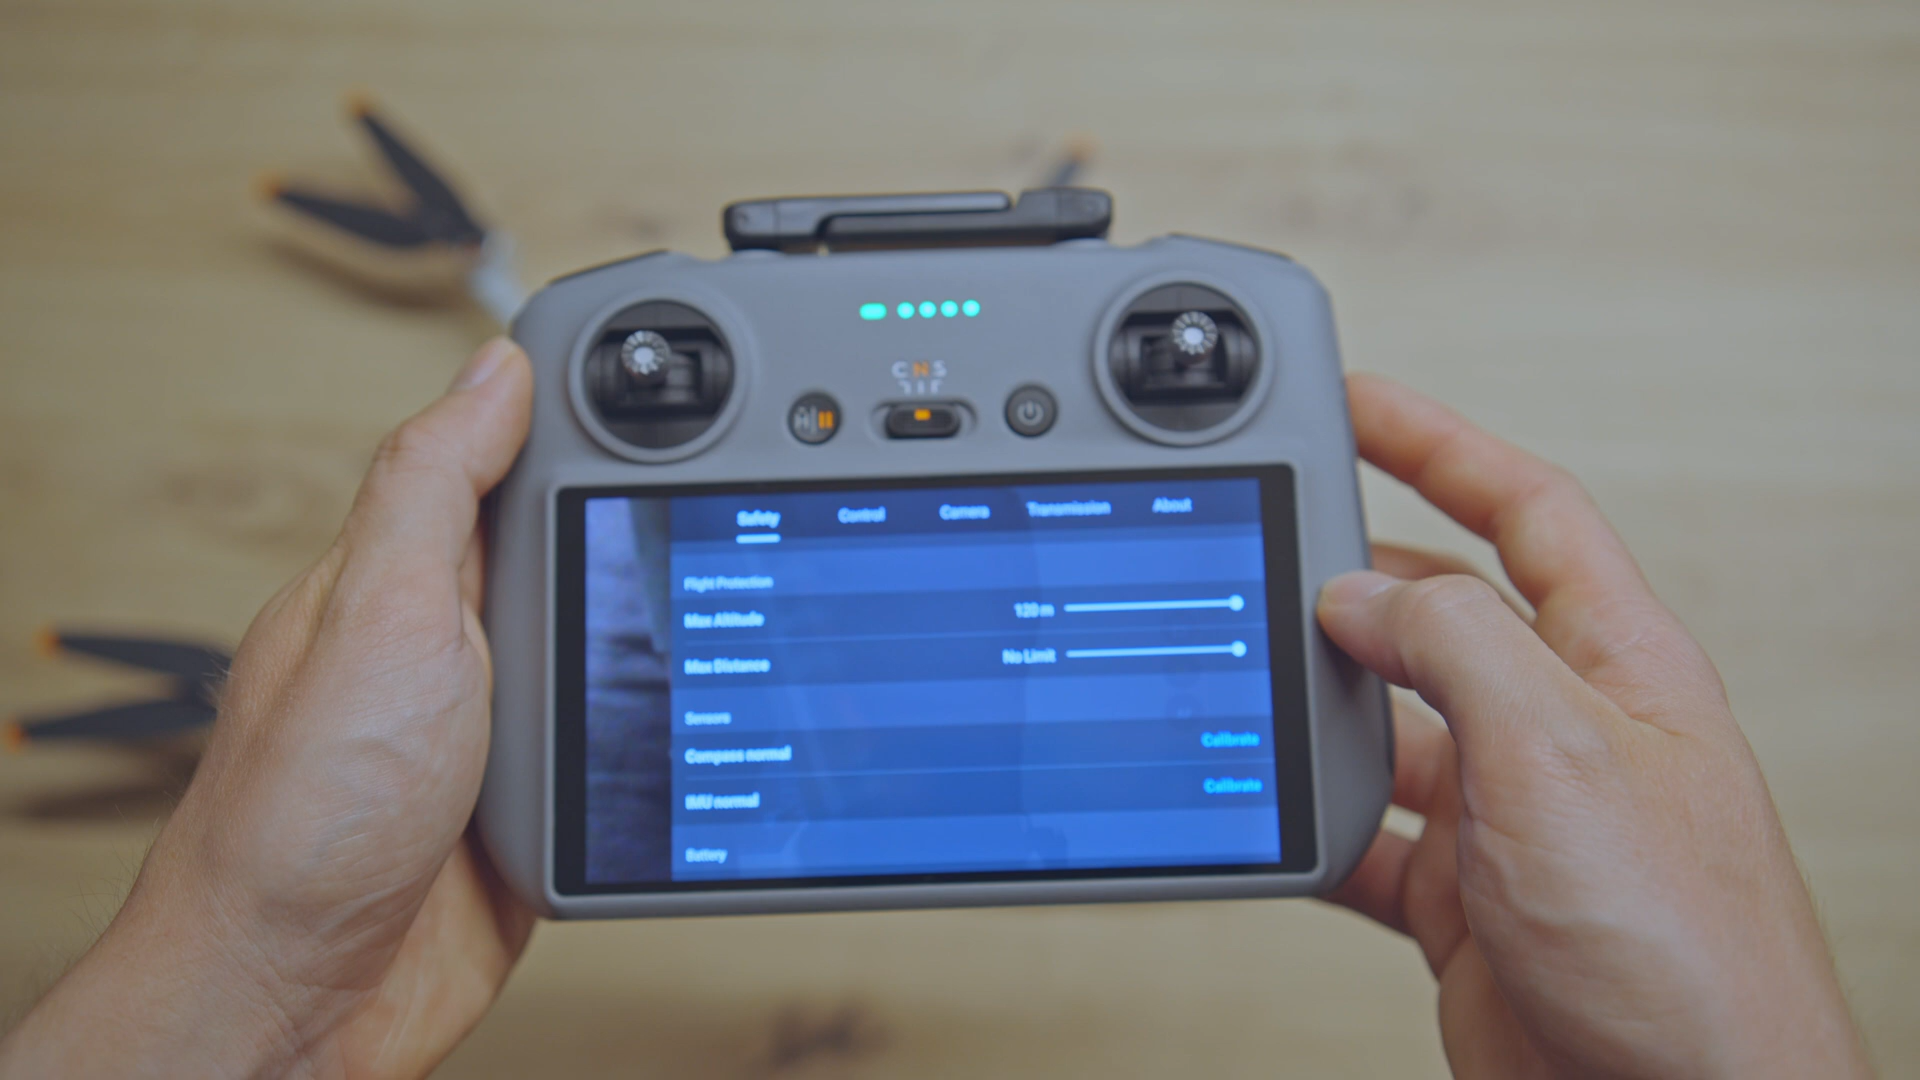 C N S
Safety Control Camera Transmission About
Flight Protection
Max Altitude 120 m
Max Distance No Limit
Sensors
Compass normal Calibrate
IMU normal Calibrate
Battery